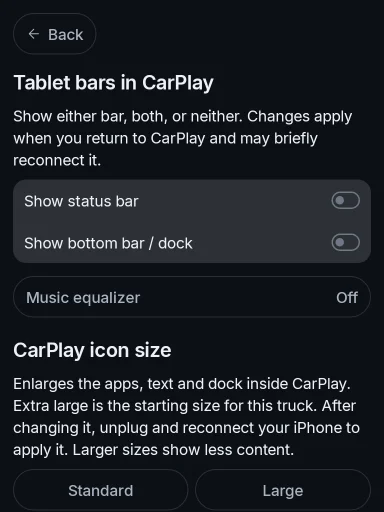 ← Back
Tablet bars in CarPlay
Show either bar, both, or neither. Changes apply
when you return to CarPlay and may briefly
reconnect it.
Show status bar
Show bottom bar / dock
Music equalizer Off
CarPlay icon size
Enlarges the apps, text and dock inside CarPlay.
Extra large is the starting size for this truck. After
changing it, unplug and reconnect your iPhone to
apply it. Larger sizes show less content.
Standard Large